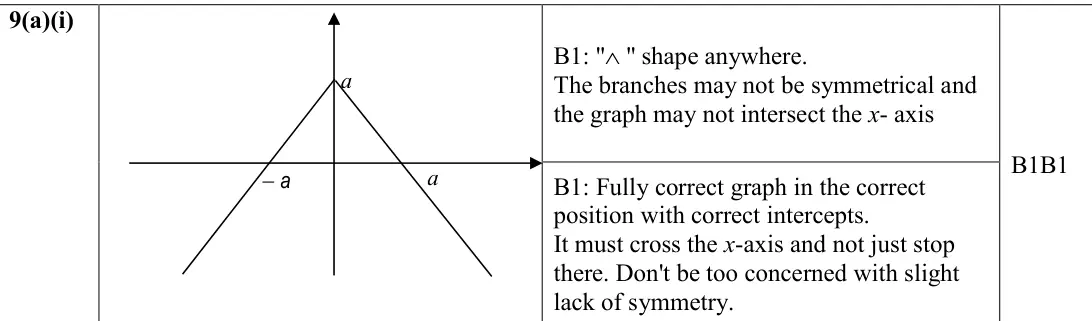 9(a)(i)
a
– a
a
B1: "∧ " shape anywhere.
The branches may not be symmetrical and
the graph may not intersect the x- axis
B1: Fully correct graph in the correct
position with correct intercepts.
It must cross the x-axis and not just stop
there. Don't be too concerned with slight
lack of symmetry.
B1B1